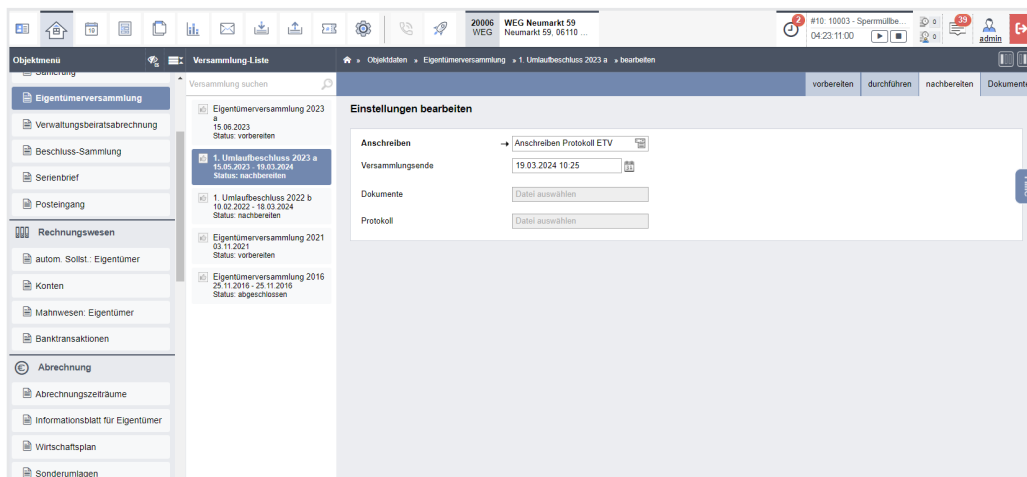 20006
WEG
WEG Neumarkt 59
Neumarkt 59, 06110 ...
2
#10: 10003 - Sperrmüllbe...
04:23:11:00
0
0
39
admin
Objektmenü
Versammlung-Liste
» Objektdaten » Eigentümerversammlung » 1. Umlaufbeschluss 2023 a » bearbeiten
Sanierung
Eigentümerversammlung
Verwaltungsbeiratsabrechnung
Beschluss-Sammlung
Serienbrief
Posteingang
Rechnungswesen
autom. Sollst.: Eigentümer
Konten
Mahnwesen: Eigentümer
Banktransaktionen
Abrechnung
Abrechnungszeiträume
Informationsblatt für Eigentümer
Wirtschaftsplan
Sonderumlagen
Versammlung suchen
Eigentümerversammlung 2023
a
15.06.2023
Status: vorbereiten
1. Umlaufbeschluss 2023 a
15.05.2023 - 19.03.2024
Status: nachbereiten
1. Umlaufbeschluss 2022 b
10.02.2022 - 18.03.2024
Status: nachbereiten
Eigentümerversammlung 2021
03.11.2021
Status: vorbereiten
Eigentümerversammlung 2016
25.11.2016 - 25.11.2016
Status: abgeschlossen
vorbereiten
durchführen
nachbereiten
Dokumente
Einstellungen bearbeiten
Anschreiben
Anschreiben Protokoll ETV
Versammlungsende
19.03.2024 10:25
Dokumente
Datei auswählen
Protokoll
Datei auswählen